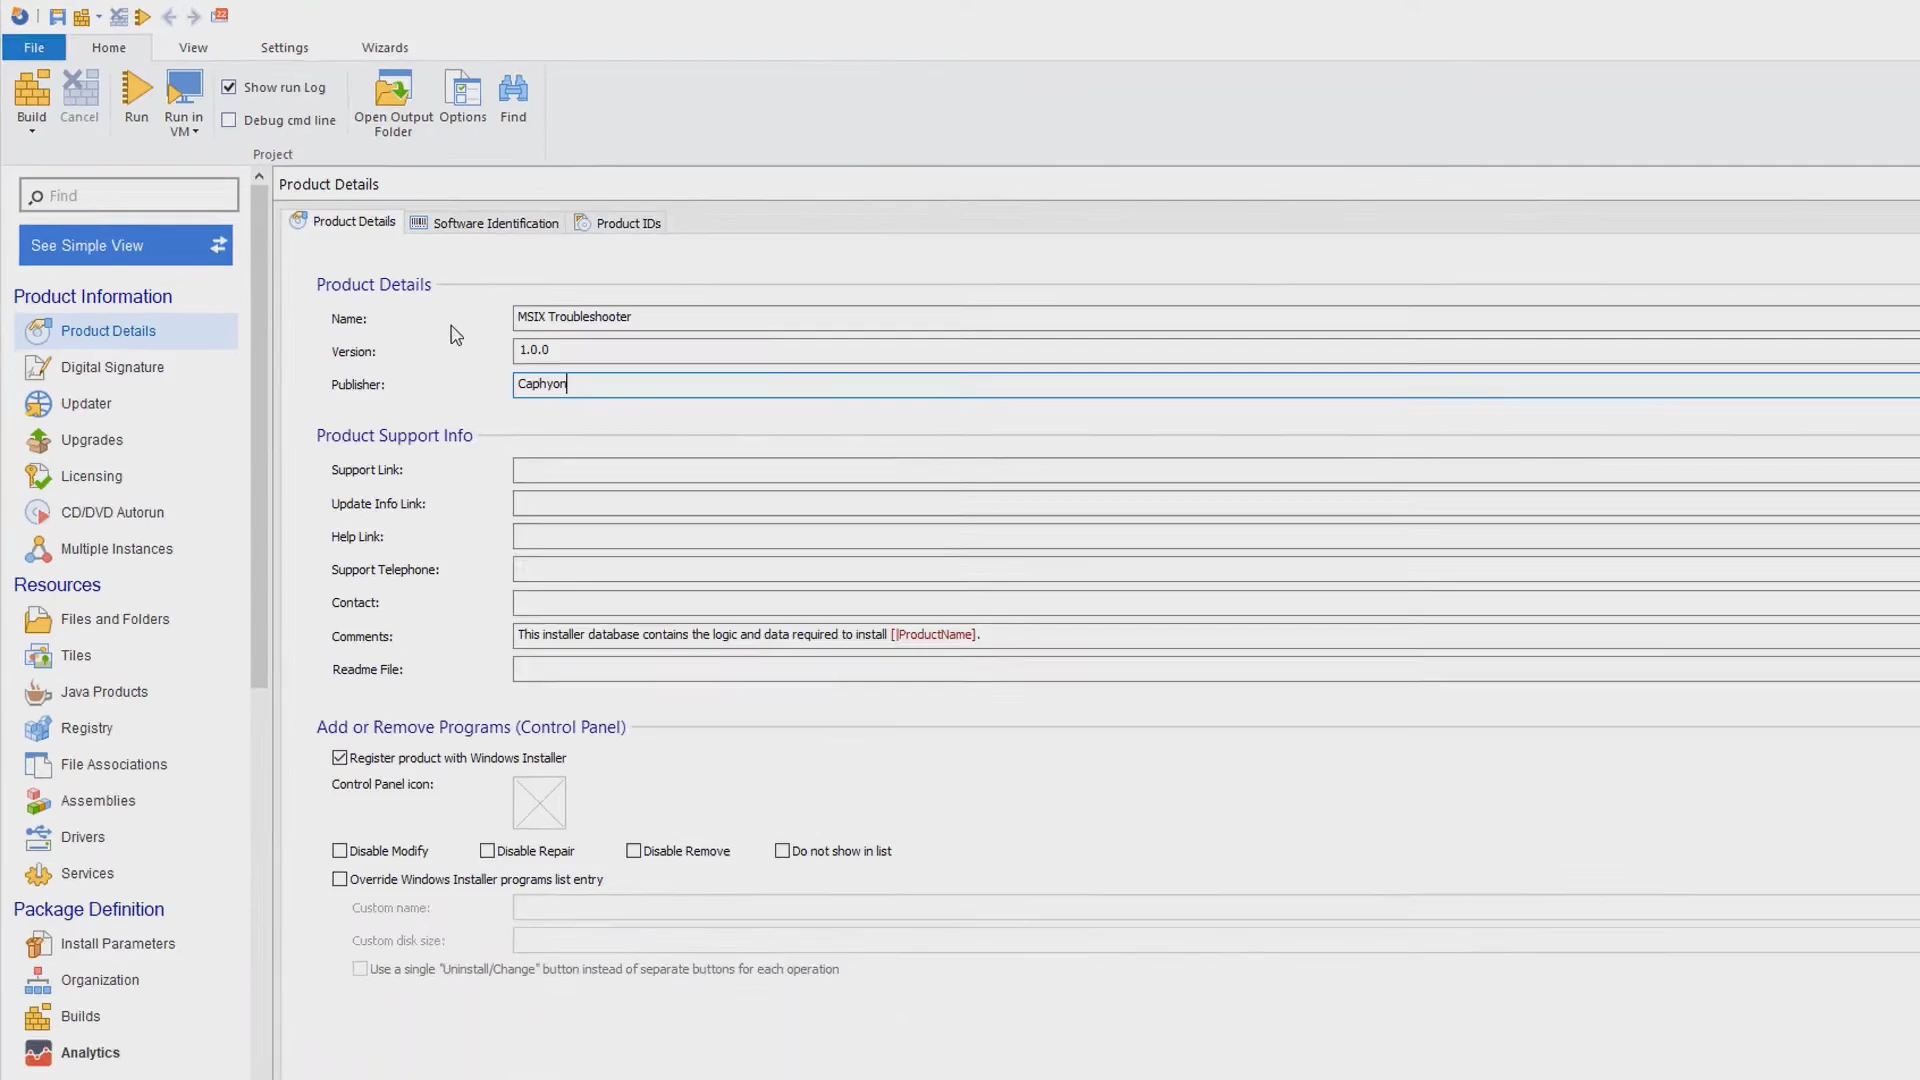 22
File
Home
View
Settings
Wizards
Build
Cancel
Run
Run in
VM
Show run Log
Debug cmd line
Open Output
Folder
Options
Find
Project
Find
See Simple View
Product Information
Product Details
Digital Signature
Updater
Upgrades
Licensing
CD/DVD Autorun
Multiple Instances
Resources
Files and Folders
Tiles
Java Products
Registry
File Associations
Assemblies
Drivers
Services
Package Definition
Install Parameters
Organization
Builds
Analytics
Product Details
Product Details
Software Identification
Product IDs
Product Details
Name:
MSIX Troubleshooter
Version:
1.0.0
Publisher:
Caphyon
Product Support Info
Support Link:
Update Info Link:
Help Link:
Support Telephone:
Contact:
Comments:
This installer database contains the logic and data required to install [|ProductName].
Readme File:
Add or Remove Programs (Control Panel)
Register product with Windows Installer
Control Panel icon:
Disable Modify
Disable Repair
Disable Remove
Do not show in list
Override Windows Installer programs list entry
Custom name:
Custom disk size:
Use a single "Uninstall/Change" button instead of separate buttons for each operation